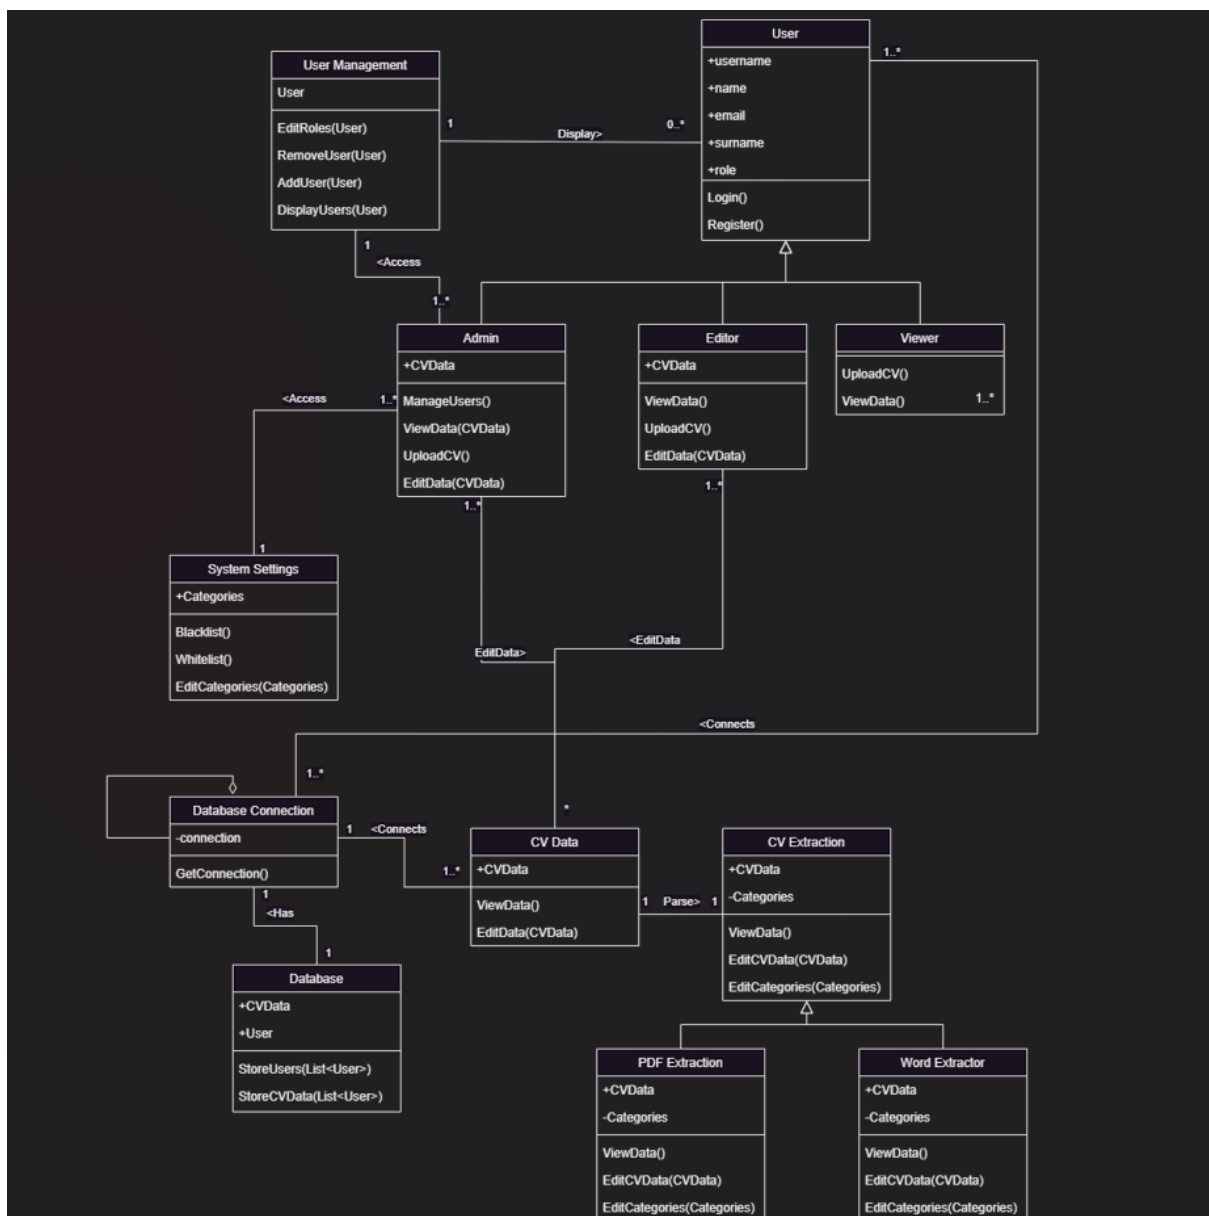 User
+username
+name
+email
+surname
+role
Login()
Register()
1..*
User Management
User
EditRoles(User)
RemoveUser(User)
AddUser(User)
DisplayUsers(User)
1
Display>
0..*
1
<Access
1..*
Admin
+CVData
ManageUsers()
ViewData(CVData)
UploadCV()
EditData(CVData)
Editor
+CVData
ViewData()
UploadCV()
EditData(CVData)
Viewer
UploadCV()
ViewData()
1..*
<Access
1..*
1
1..*
1..*
System Settings
+Categories
Blacklist()
Whitelist()
EditCategories(Categories)
EditData>
<EditData
<Connects
1..*
*
Database Connection
-connection
GetConnection()
1
<Connects
1..*
CV Data
+CVData
ViewData()
EditData(CVData)
1
Parse>
1
CV Extraction
+CVData
-Categories
ViewData()
EditCVData(CVData)
EditCategories(Categories)
1
<Has
1
Database
+CVData
+User
StoreUsers(List<User>)
StoreCVData(List<User>)
PDF Extraction
+CVData
-Categories
ViewData()
EditCVData(CVData)
EditCategories(Categories)
Word Extractor
+CVData
-Categories
ViewData()
EditCVData(CVData)
EditCategories(Categories)